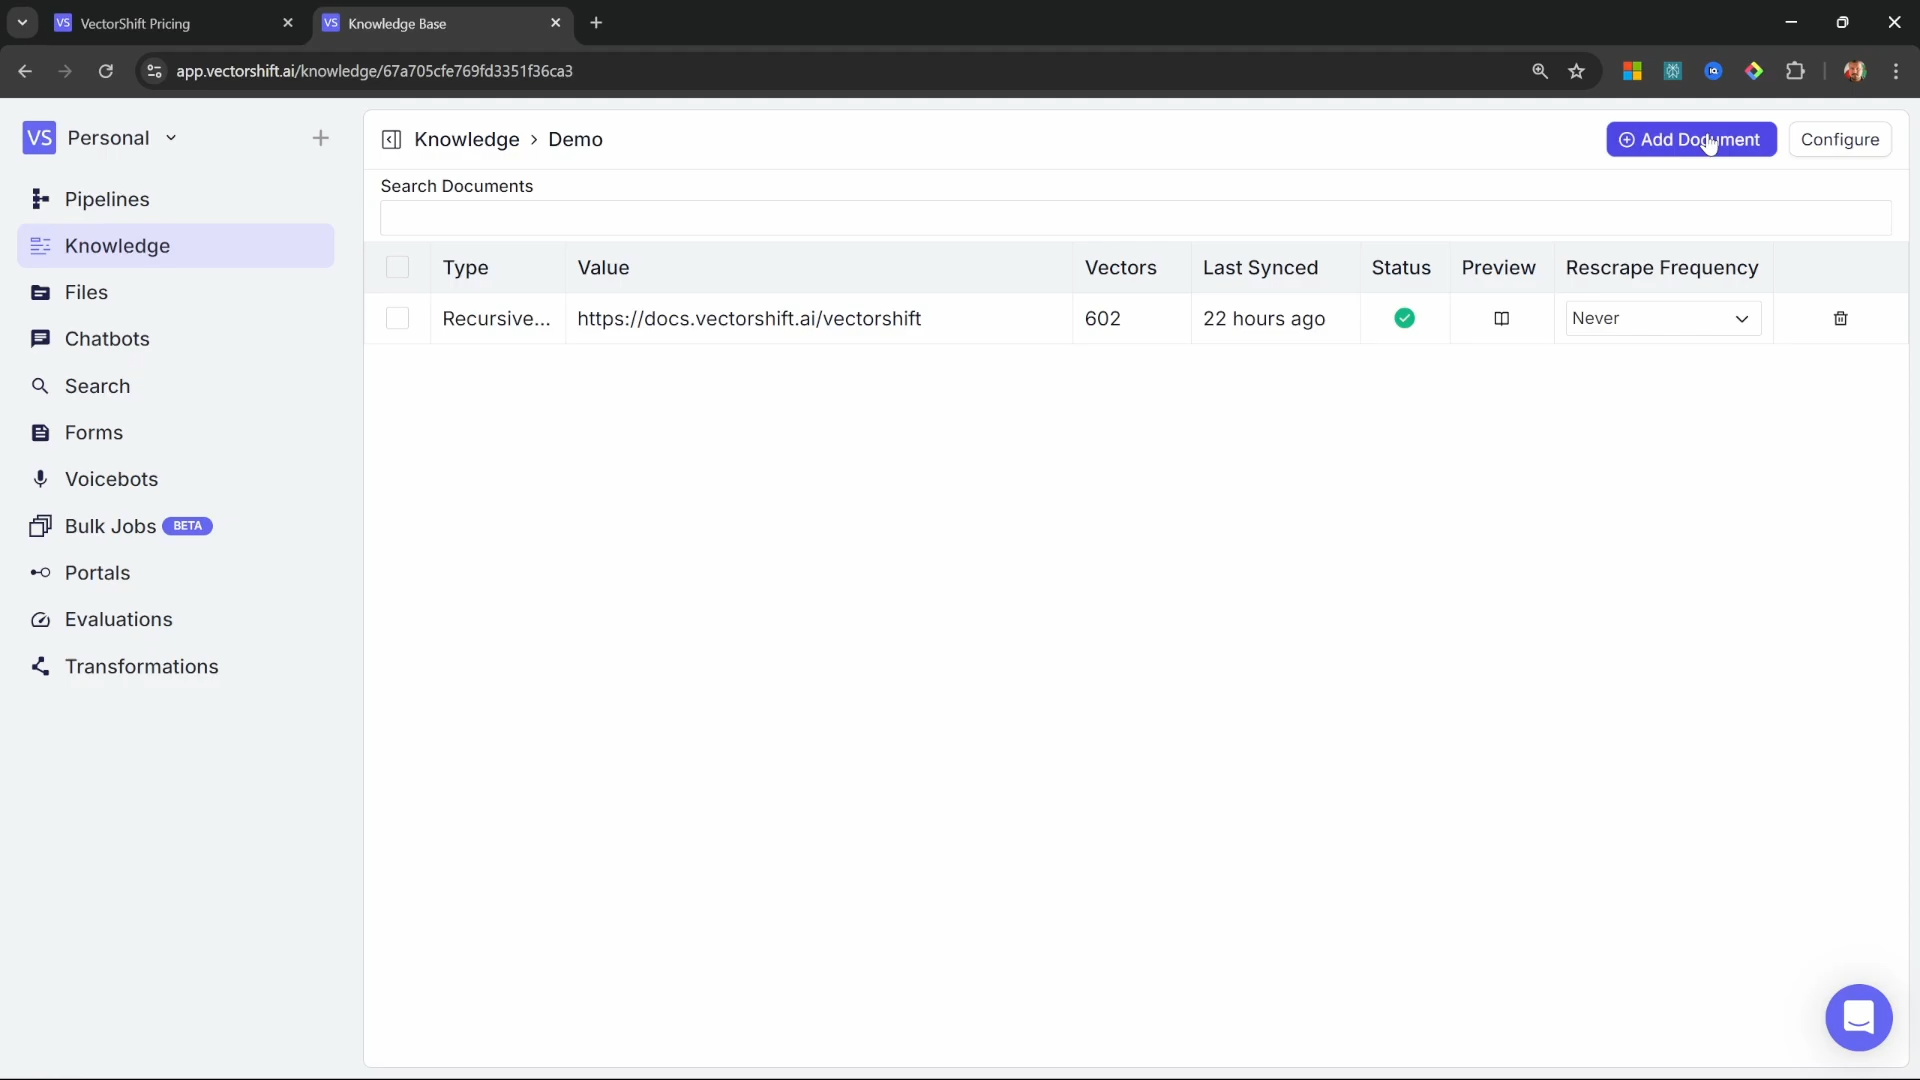 VS VectorShift Pricing
VS Knowledge Base
app.vectorshift.ai/knowledge/67a705cfe769fd3351f36ca3
VS Personal
Pipelines
Knowledge
Files
Chatbots
Search
Forms
Voicebots
Bulk Jobs BETA
Portals
Evaluations
Transformations
Knowledge > Demo
Add Document
Configure
Search Documents
Type Value Vectors Last Synced Status Preview Rescrape Frequency
Recursive... https://docs.vectorshift.ai/vectorshift 602 22 hours ago Never